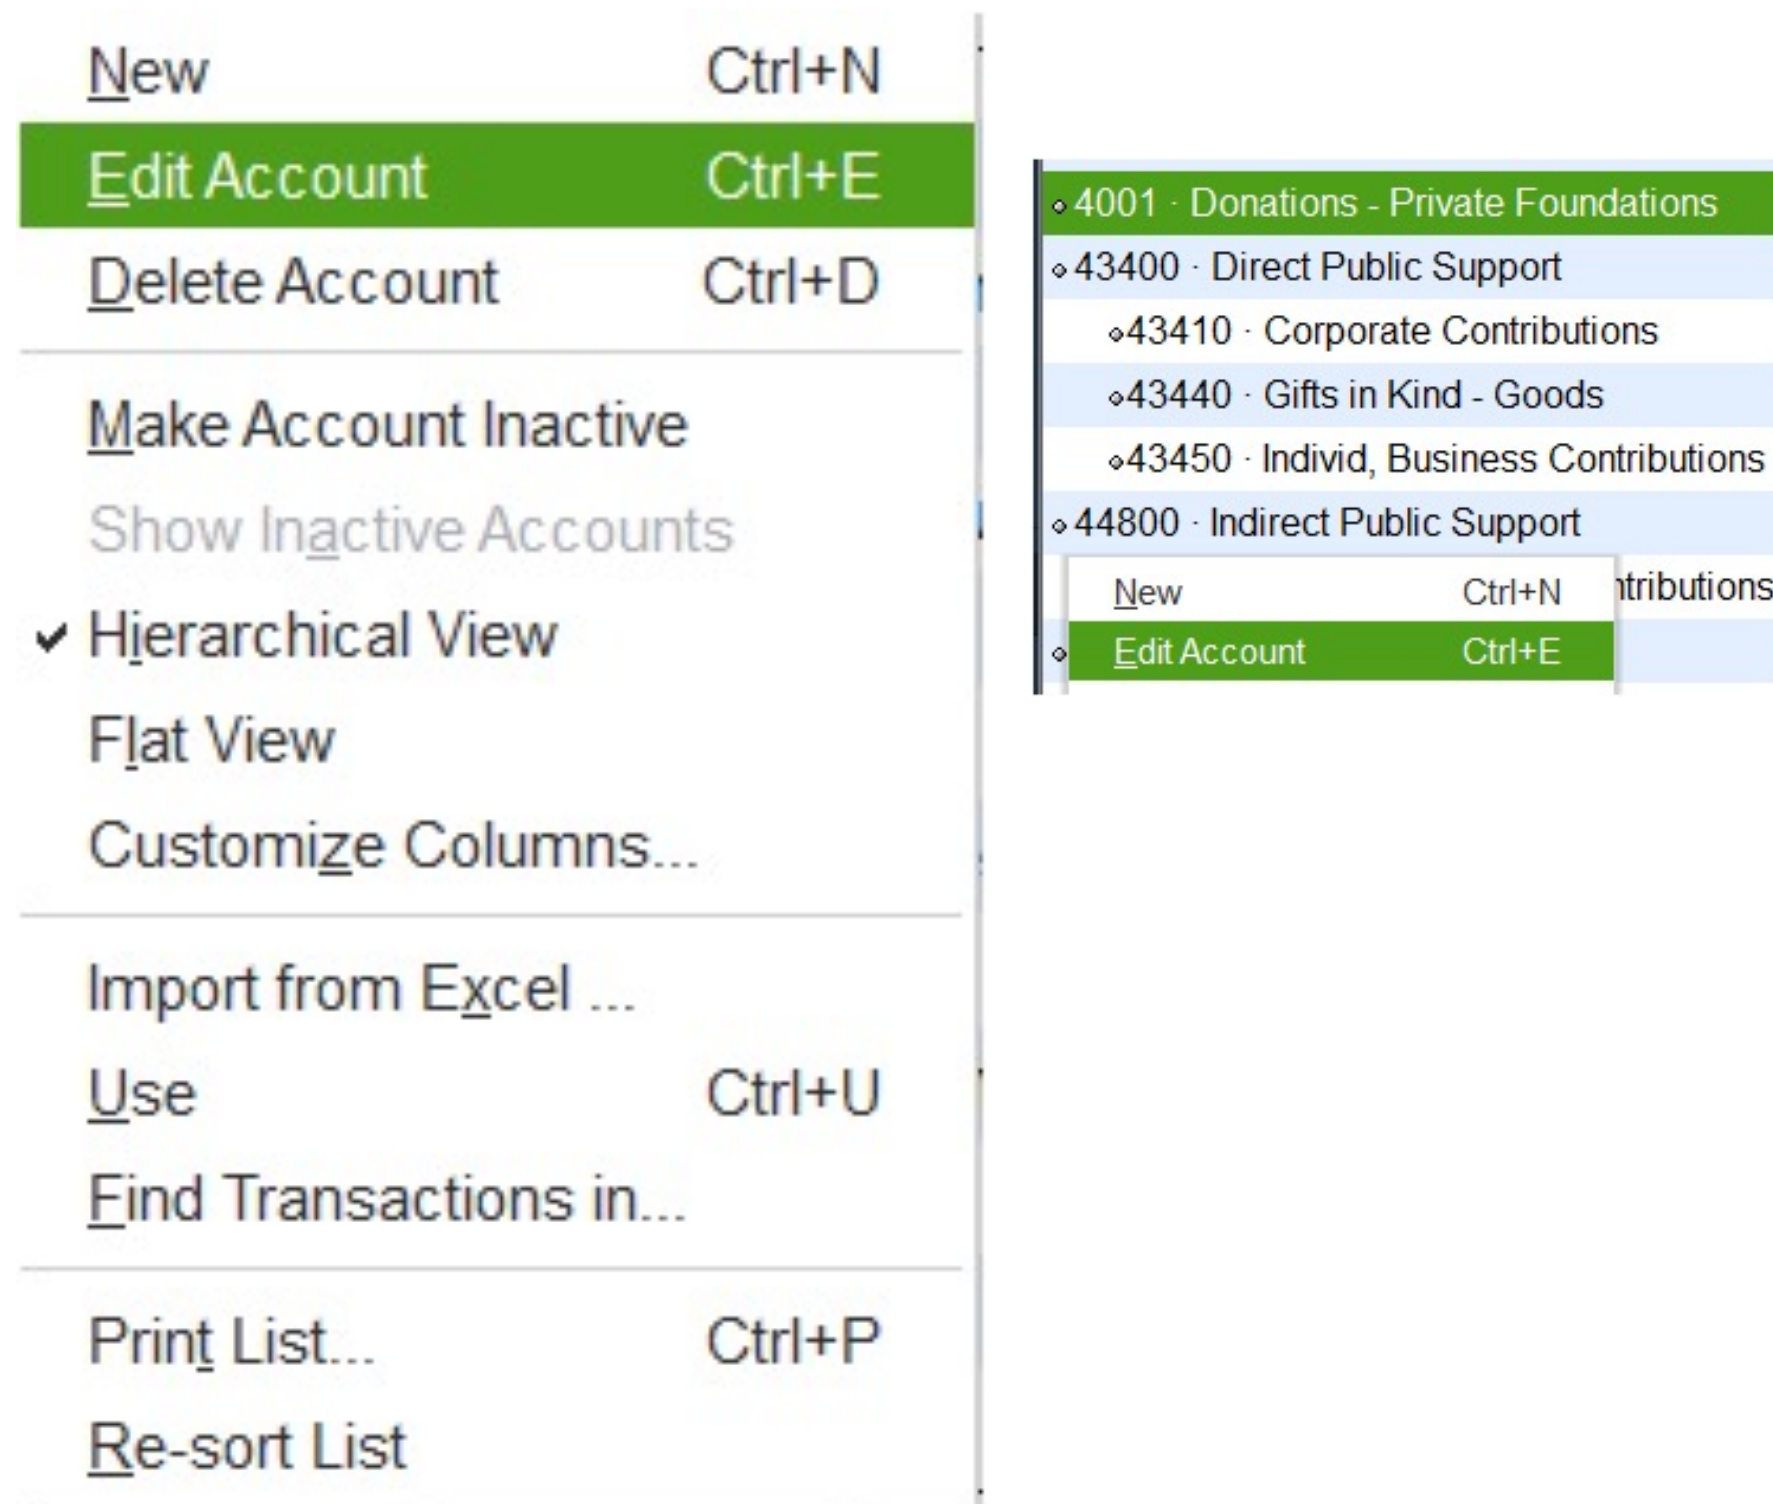 New Ctrl+N
Edit Account Ctrl+E
Delete Account Ctrl+D
Make Account Inactive
Show Inactive Accounts
Hierarchical View
Flat View
Customize Columns...
Import from Excel ...
Use Ctrl+U
Find Transactions in...
Print List... Ctrl+P
Re-sort List
4001 · Donations - Private Foundations
43400 · Direct Public Support
43410 · Corporate Contributions
43440 · Gifts in Kind - Goods
43450 · Individ, Business Contributions
44800 · Indirect Public Support
New Ctrl+N
Edit Account Ctrl+E